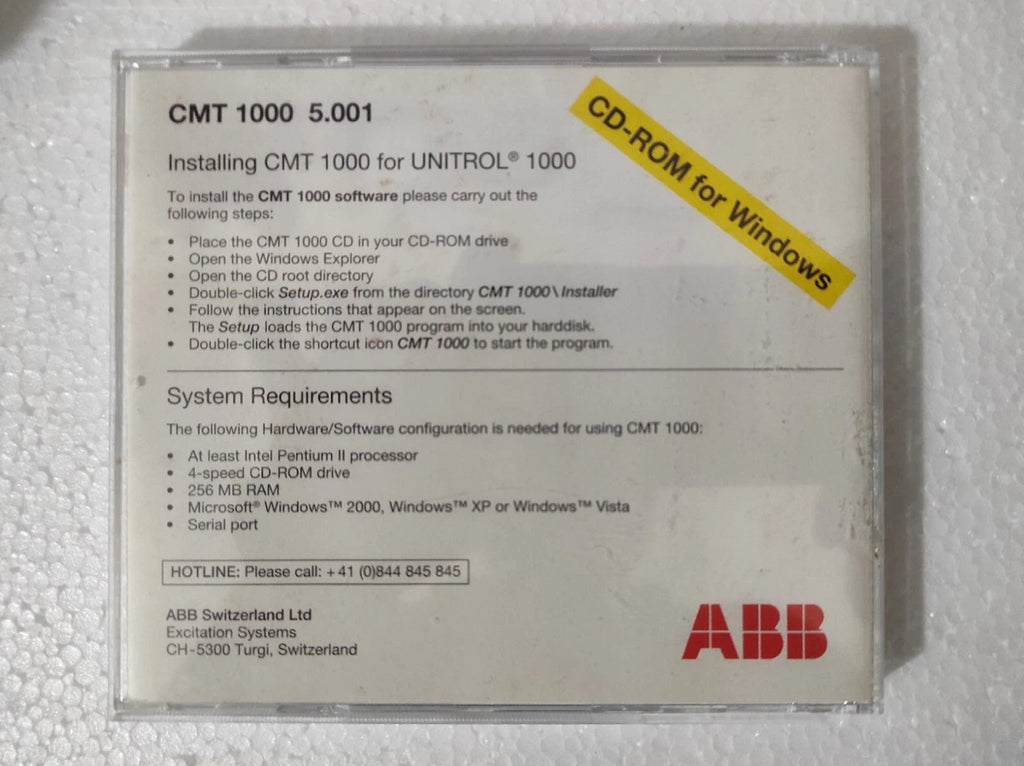 CMT 1000 5.001
CD-ROM for Windows
Installing CMT 1000 for UNITROL® 1000
To install the CMT 1000 software please carry out the
following steps:
• Place the CMT 1000 CD in your CD-ROM drive
• Open the Windows Explorer
• Open the CD root directory
• Double-click Setup.exe from the directory CMT 1000\Installer
• Follow the instructions that appear on the screen.
The Setup loads the CMT 1000 program into your harddisk.
• Double-click the shortcut icon CMT 1000 to start the program.
System Requirements
The following Hardware/Software configuration is needed for using CMT 1000:
• At least Intel Pentium II processor
• 4-speed CD-ROM drive
• 256 MB RAM
• Microsoft® Windows™ 2000, Windows™ XP or Windows™ Vista
• Serial port
HOTLINE: Please call: +41 (0)844 845 845
ABB Switzerland Ltd
Excitation Systems
CH-5300 Turgi, Switzerland
ABB